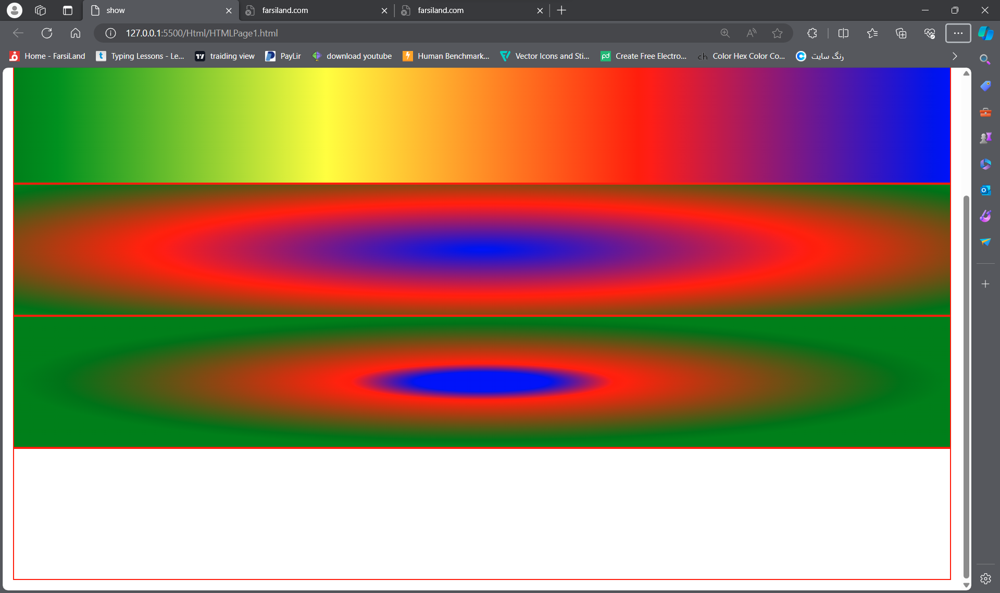 show
farsiland.com
farsiland.com
127.0.0.1:5500/Html/HTMLPage1.html
Home - FarsiLand
Typing Lessons - Le...
traiding view
PayLir
download youtube
Human Benchmark...
Vector Icons and Sti...
Create Free Electro...
Color Hex Color Co...
رنگ سایت